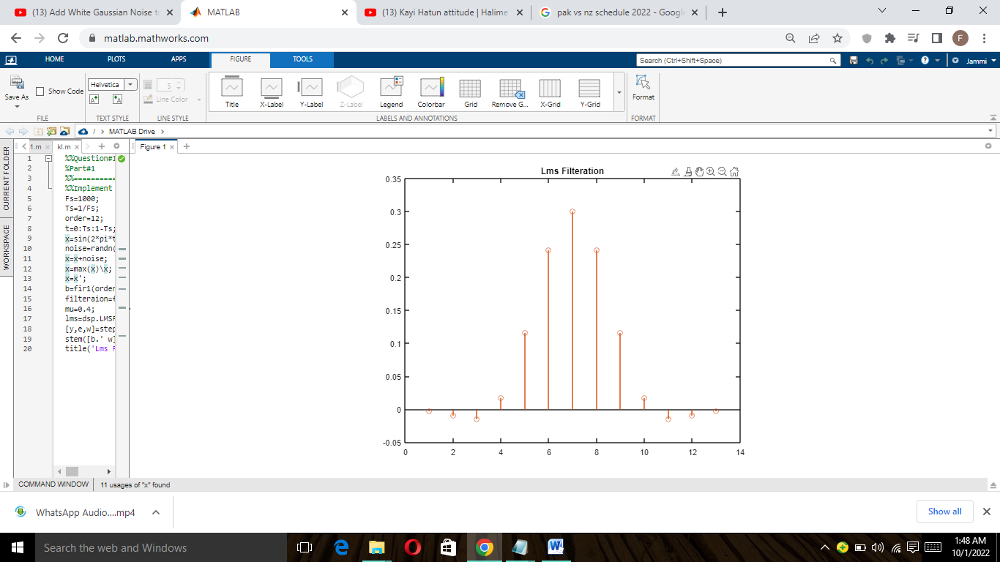 (13) Add White Gaussian Noise t
MATLAB
(13) Kayi Hatun attitude | Halime
pak vs nz schedule 2022 - Google
matlab.mathworks.com
F
HOME PLOTS APPS FIGURE TOOLS
Search (Ctrl+Shift+Space)
Jammi
Save As
Show Code
FILE
Helvetica
A A
TEXT STYLE
5
Line Color
LINE STYLE
Title X-Label Y-Label Z-Label Legend Colorbar Grid Remove G... X-Grid Y-Grid
LABELS AND ANNOTATIONS
Format
FORMAT
/ > MATLAB Drive >
CURRENT FOLDER
WORKSPACE
1.m × kl.m ×
Figure 1 ×
1 %%Question#1
2 %Part#1
3 %%==========
4 %%Implement
5 Fs=1000;
6 Ts=1/Fs;
7 order=12;
8 t=0:Ts:1-Ts;
9 x=sin(2*pi*t
10 noise=randn(
11 x=x+noise;
12 x=max(x)\x;
13 x=x';
14 b=fir1(order
15 filteraion=f
16 mu=0.4;
17 lms=dsp.LMSF
18 [y,e,w]=step
19 stem([b.' w]
20 title('Lms F
Lms Filteration
0.35
0.3
0.25
0.2
0.15
0.1
0.05
0
-0.05
0 2 4 6 8 10 12 14
COMMAND WINDOW
11 usages of "x" found
WhatsApp Audio....mp4
Show all
Search the web and Windows
1:48 AM
10/1/2022